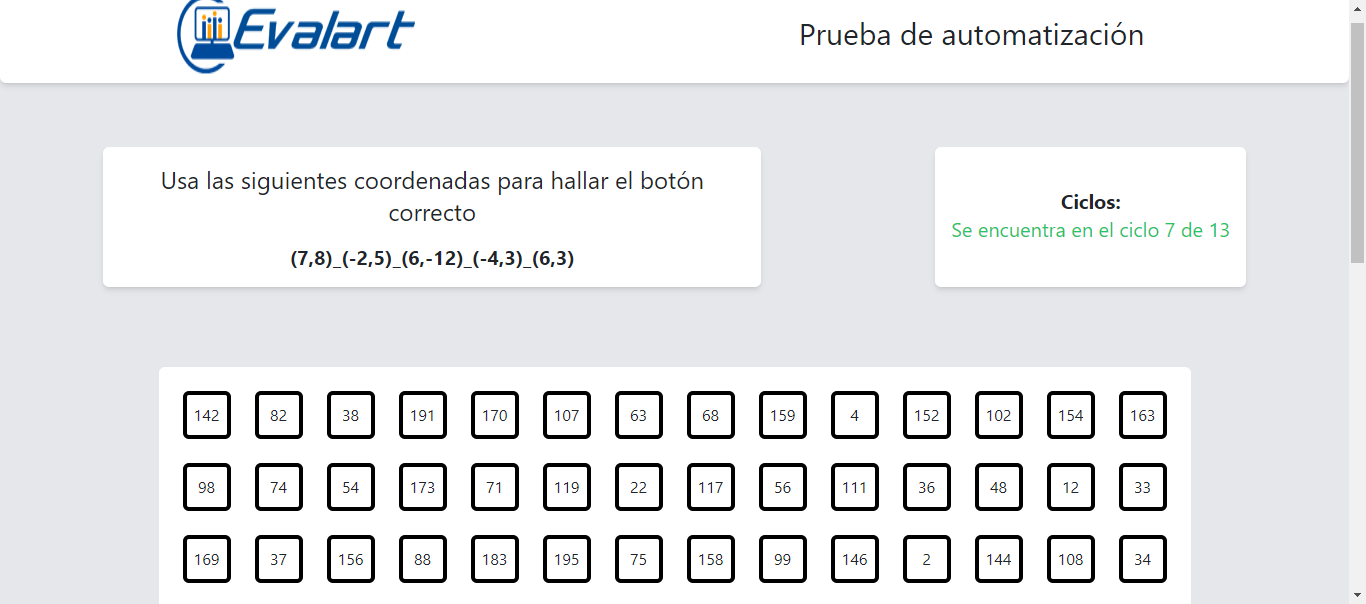 Evalart
Prueba de automatización
Usa las siguientes coordenadas para hallar el botón
correcto
(7,8)_(-2,5)_(6,-12)_(-4,3)_(6,3)
Ciclos:
Se encuentra en el ciclo 7 de 13
142 82 38 191 170 107 63 68 159 4 152 102 154 163
98 74 54 173 71 119 22 117 56 111 36 48 12 33
169 37 156 88 183 195 75 158 99 146 2 144 108 34